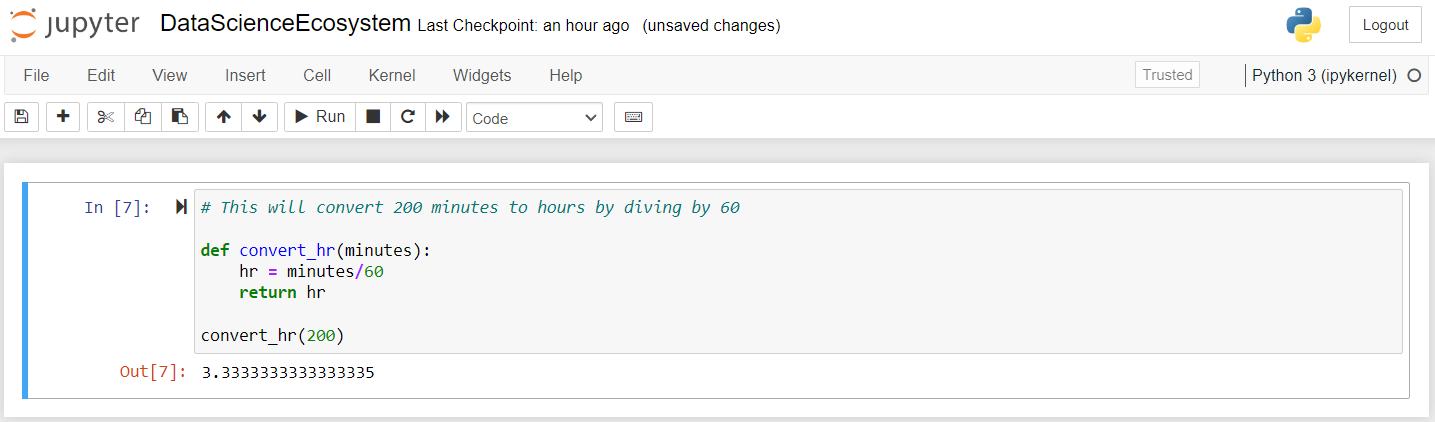 jupyter DataScienceEcosystem Last Checkpoint: an hour ago (unsaved changes) Logout
File Edit View Insert Cell Kernel Widgets Help Trusted Python 3 (ipykernel)
Run Code
In [7]: # This will convert 200 minutes to hours by diving by 60
def convert_hr(minutes):
    hr = minutes/60
    return hr
convert_hr(200)
Out[7]: 3.3333333333333335